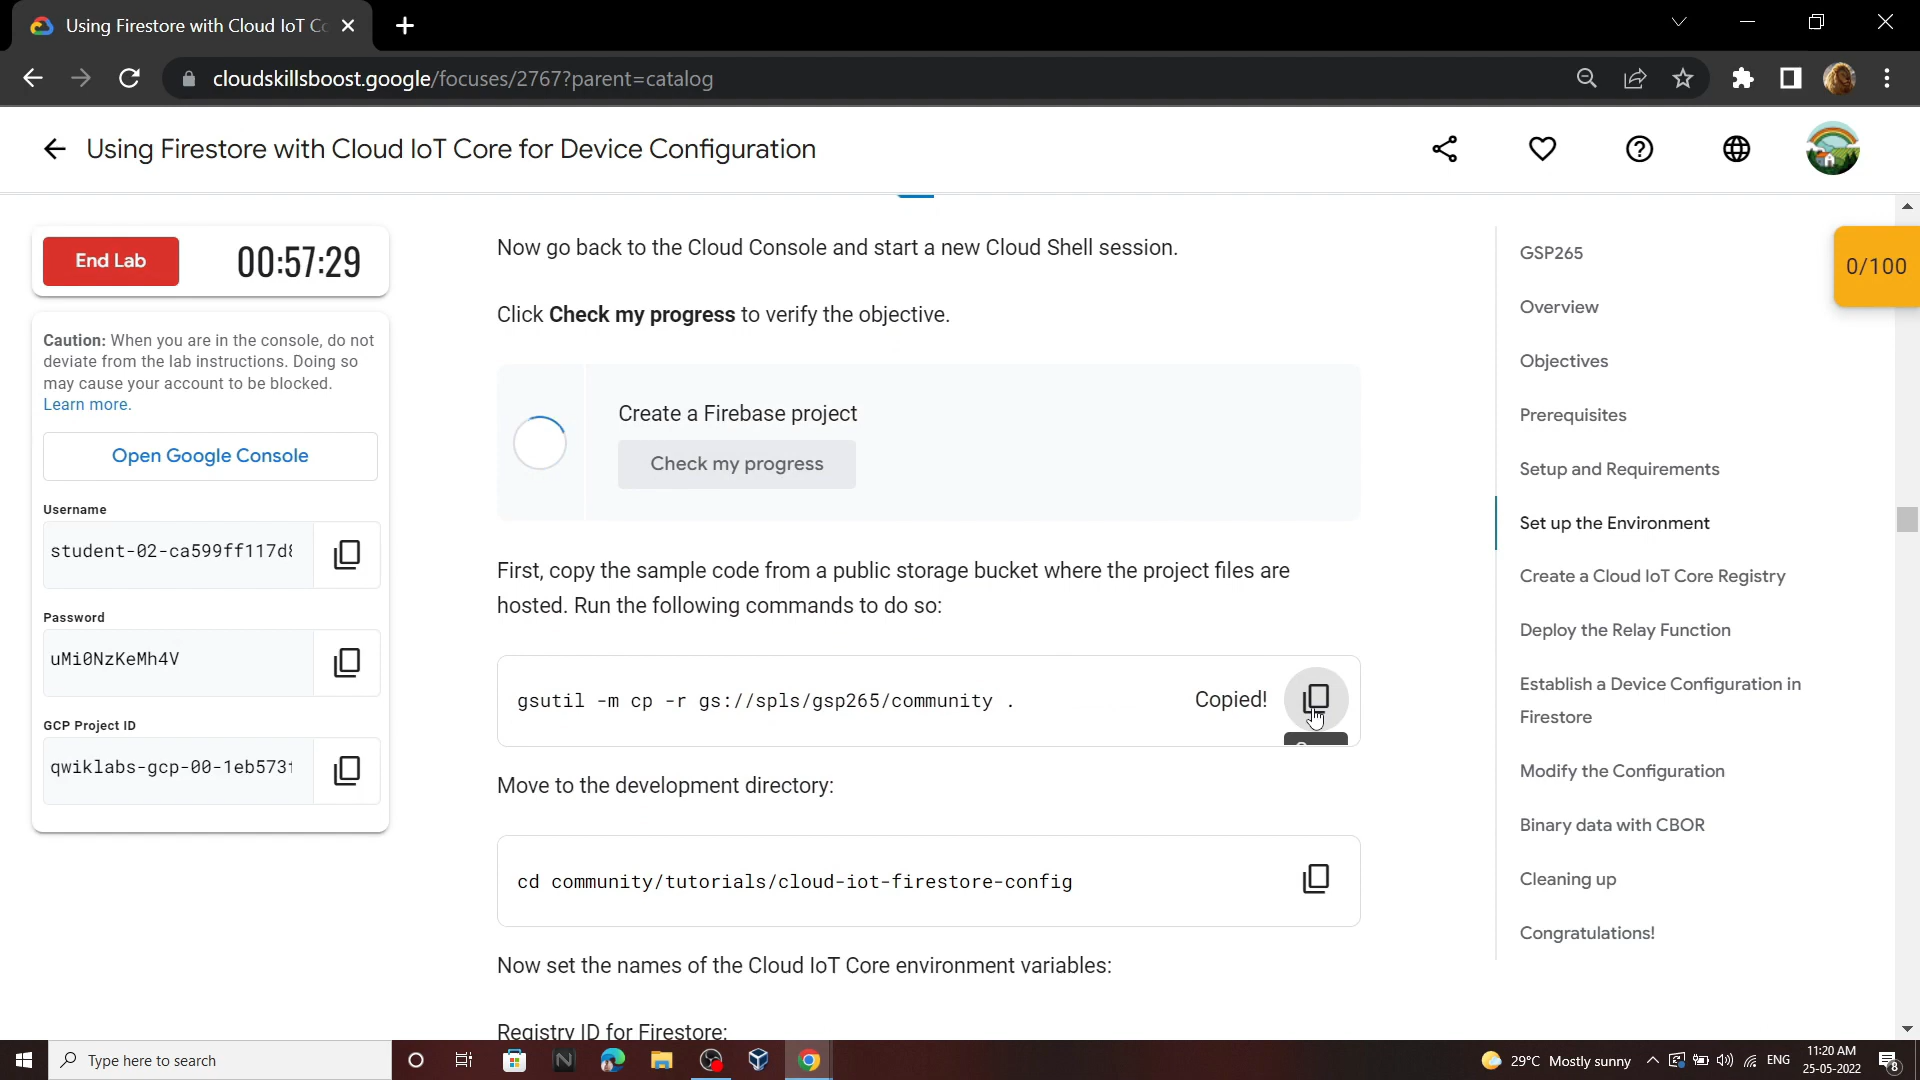 Using Firestore with Cloud IoT Co
cloudskillsboost.google/focuses/2767?parent=catalog
Using Firestore with Cloud IoT Core for Device Configuration
End Lab
00:57:29
Caution: When you are in the console, do not
deviate from the lab instructions. Doing so
may cause your account to be blocked.
Learn more.
Open Google Console
Username
student-02-ca599ff117d8
Password
uMi0NzKeMh4V
GCP Project ID
qwiklabs-gcp-00-1eb573f
Now go back to the Cloud Console and start a new Cloud Shell session.
Click Check my progress to verify the objective.
Create a Firebase project
Check my progress
First, copy the sample code from a public storage bucket where the project files are
hosted. Run the following commands to do so:
gsutil -m cp -r gs://spls/gsp265/community .
Copied!
Move to the development directory:
cd community/tutorials/cloud-iot-firestore-config
Now set the names of the Cloud IoT Core environment variables:
Registry ID for Firestore:
GSP265
Overview
Objectives
Prerequisites
Setup and Requirements
Set up the Environment
Create a Cloud IoT Core Registry
Deploy the Relay Function
Establish a Device Configuration in
Firestore
Modify the Configuration
Binary data with CBOR
Cleaning up
Congratulations!
0/100
Type here to search
29°C Mostly sunny
ENG
11:20 AM
25-05-2022
8